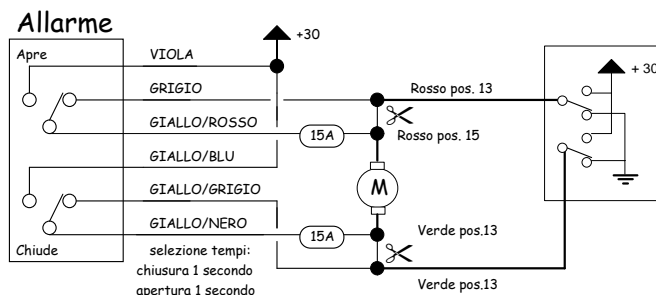 Allarme
+30
Apre
VIOLA
+ 30
GRIGIO
Rosso pos. 13
GIALLO/ROSSO
15A
Rosso pos. 15
GIALLO/BLU
M
GIALLO/GRIGIO
GIALLO/NERO
15A
Verde pos.13
Chiude
selezione tempi:
chiusura 1 secondo
apertura 1 secondo
Verde pos.13